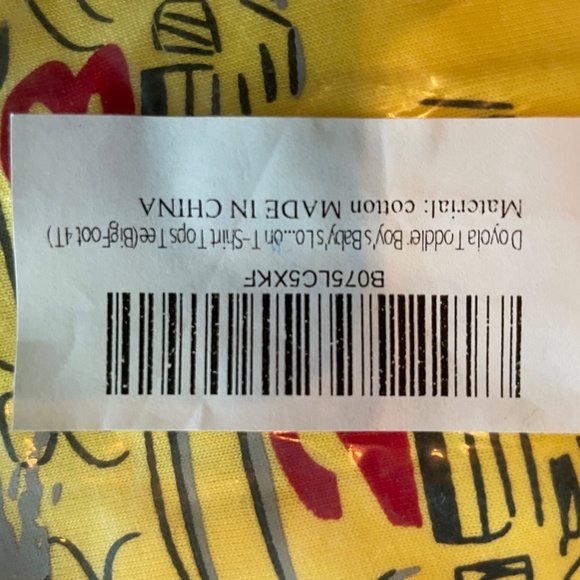 B075LC5XKF
Doyola Toddler Boy's Baby's Lo...on T-Shirt Tops Tee(BigFoot 4T)
Material: cotton MADE IN CHINA